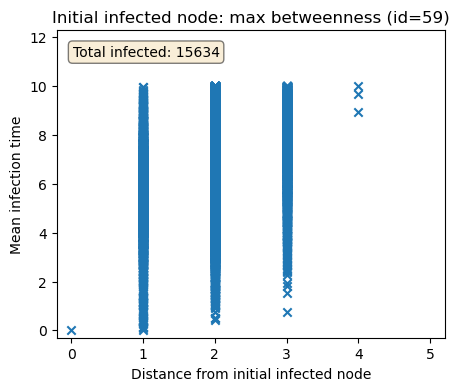 Initial infected node: max betweenness (id=59)
Total infected: 15634
12
10
8
6
4
2
0
Mean infection time
0 1 2 3 4 5
Distance from initial infected node